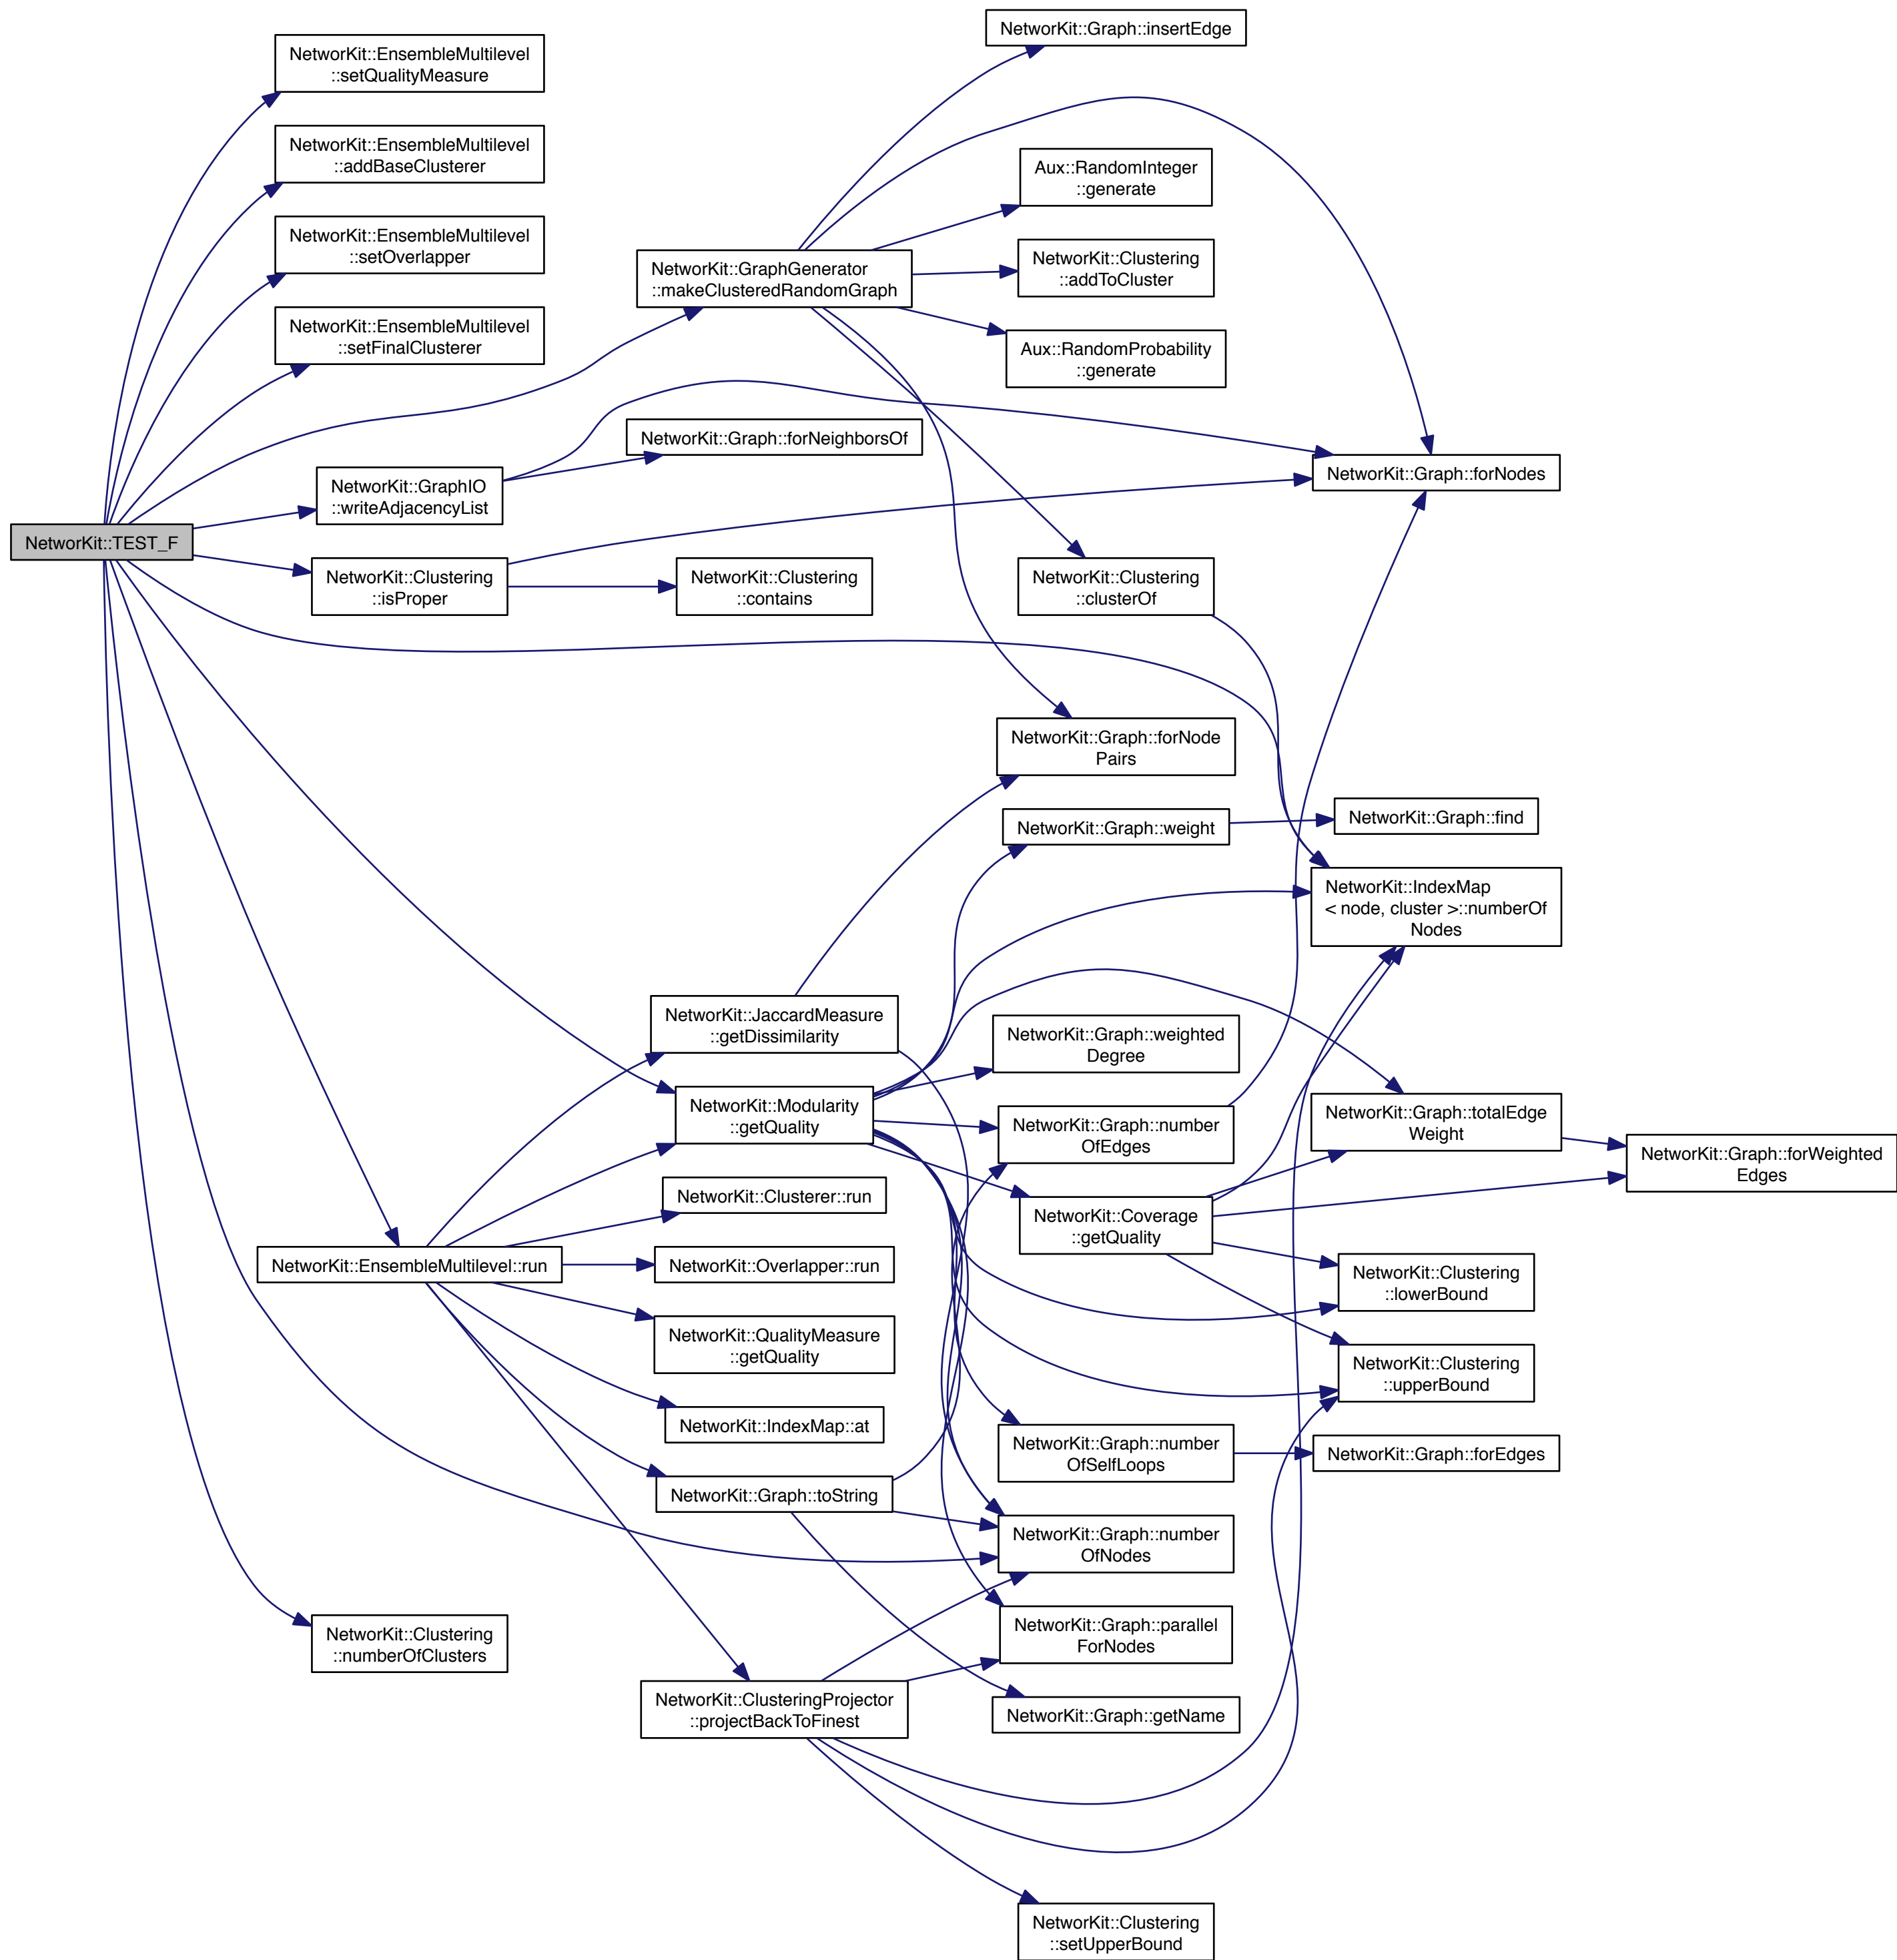 NetworKit::TEST_F
NetworKit::EnsembleMultilevel
::setQualityMeasure
NetworKit::EnsembleMultilevel
::addBaseClusterer
NetworKit::EnsembleMultilevel
::setOverlapper
NetworKit::EnsembleMultilevel
::setFinalClusterer
NetworKit::GraphIO
::writeAdjacencyList
NetworKit::Clustering
::isProper
NetworKit::EnsembleMultilevel::run
NetworKit::Clustering
::numberOfClusters
NetworKit::GraphGenerator
::makeClusteredRandomGraph
NetworKit::Graph::forNeighborsOf
NetworKit::Clustering
::contains
NetworKit::JaccardMeasure
::getDissimilarity
NetworKit::Modularity
::getQuality
NetworKit::Clusterer::run
NetworKit::Overlapper::run
NetworKit::QualityMeasure
::getQuality
NetworKit::IndexMap::at
NetworKit::Graph::toString
NetworKit::ClusteringProjector
::projectBackToFinest
NetworKit::Graph::insertEdge
Aux::RandomInteger
::generate
NetworKit::Clustering
::addToCluster
Aux::RandomProbability
::generate
NetworKit::Clustering
::clusterOf
NetworKit::Graph::forNode
Pairs
NetworKit::Graph::weight
NetworKit::Graph::weighted
Degree
NetworKit::Graph::number
OfEdges
NetworKit::Coverage
::getQuality
NetworKit::Graph::number
OfSelfLoops
NetworKit::Graph::number
OfNodes
NetworKit::Graph::parallel
ForNodes
NetworKit::Graph::getName
NetworKit::Clustering
::setUpperBound
NetworKit::Graph::forNodes
NetworKit::Graph::find
NetworKit::IndexMap
< node, cluster >::numberOf
Nodes
NetworKit::Graph::totalEdge
Weight
NetworKit::Clustering
::lowerBound
NetworKit::Clustering
::upperBound
NetworKit::Graph::forEdges
NetworKit::Graph::forWeighted
Edges